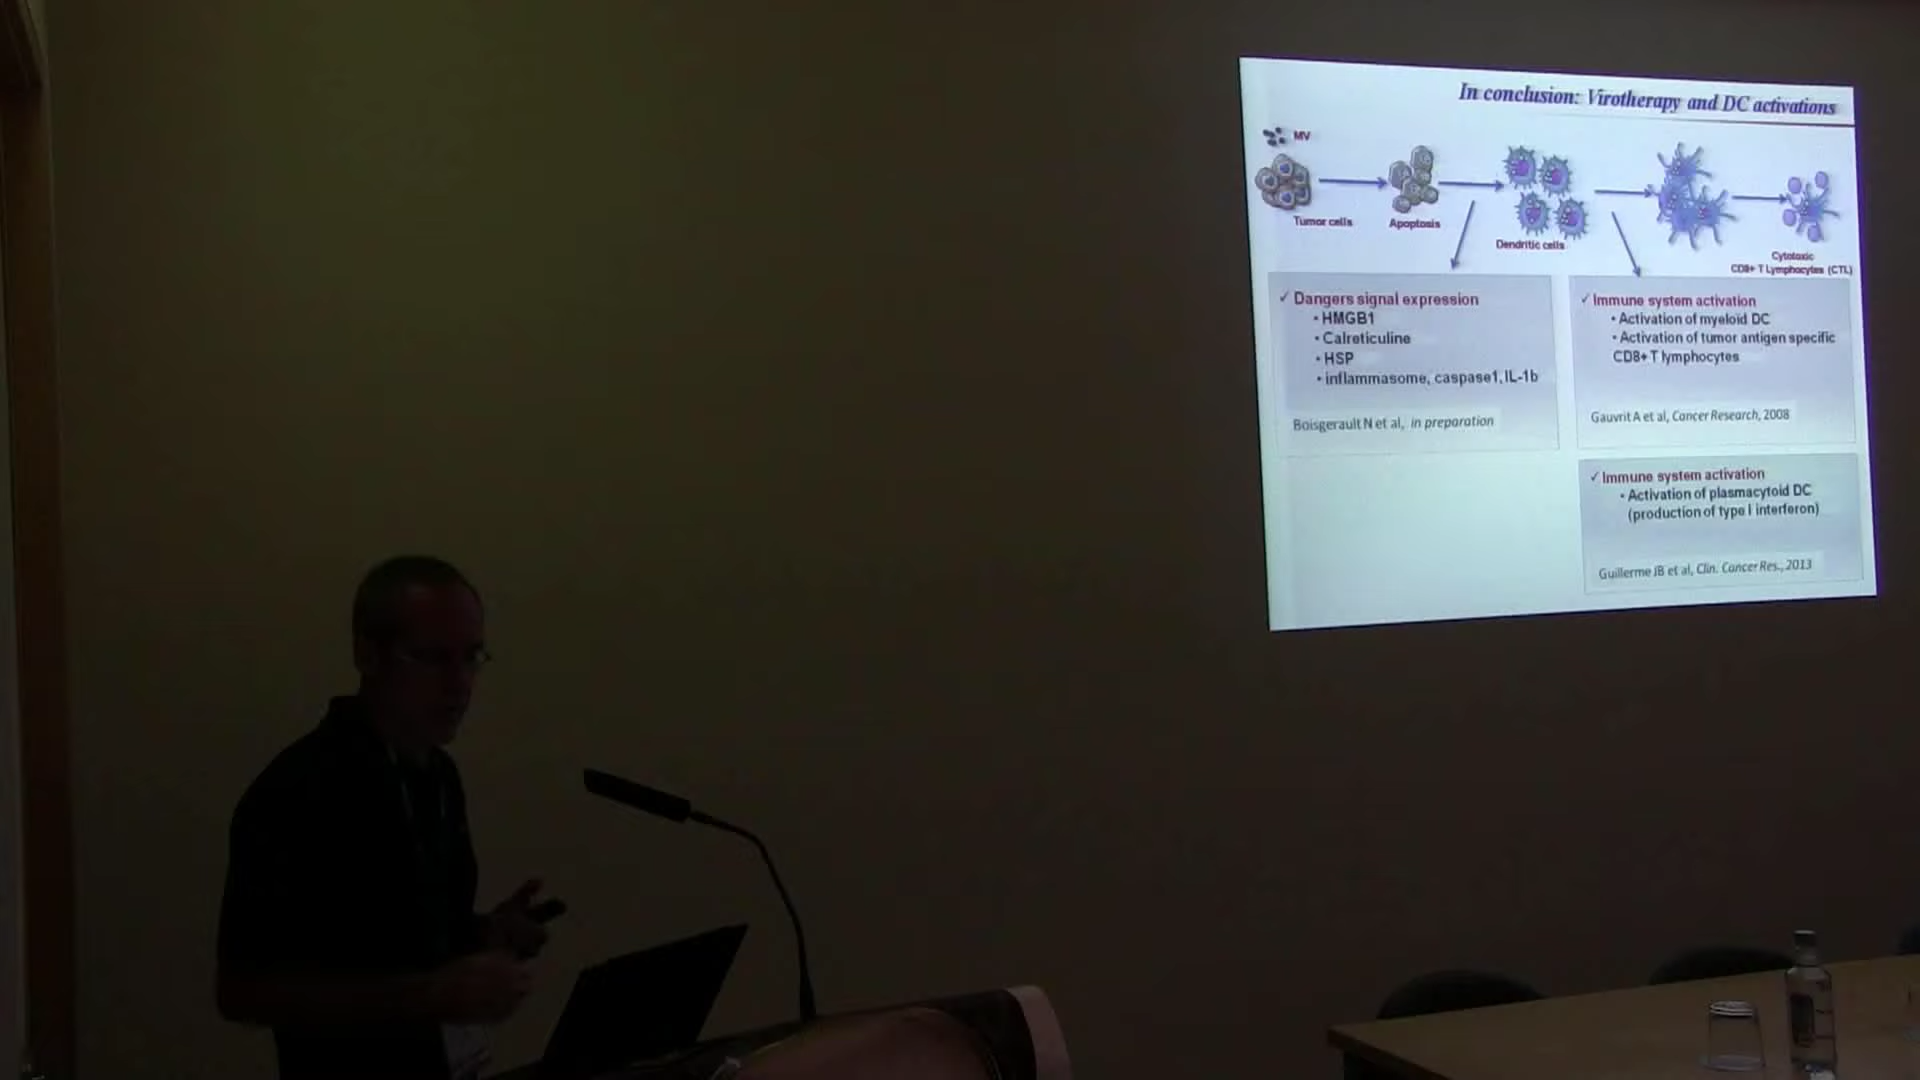 In conclusion: Virotherapy and DC activations
MV
Tumor cells
Apoptosis
Dendritic cells
Cytotoxic
CD8+ T Lymphocytes (CTL)
✓ Dangers signal expression
• HMGB1
• Calreticuline
• HSP
• inflammasome, caspase1, IL-1b
Boisgerault N et al, in preparation
✓ Immune system activation
• Activation of myeloid DC
• Activation of tumor antigen specific
CD8+ T lymphocytes
Gauvrit A et al, Cancer Research, 2008
✓ Immune system activation
• Activation of plasmacytoid DC
(production of type I interferon)
Guillerme JB et al, Clin. Cancer Res., 2013